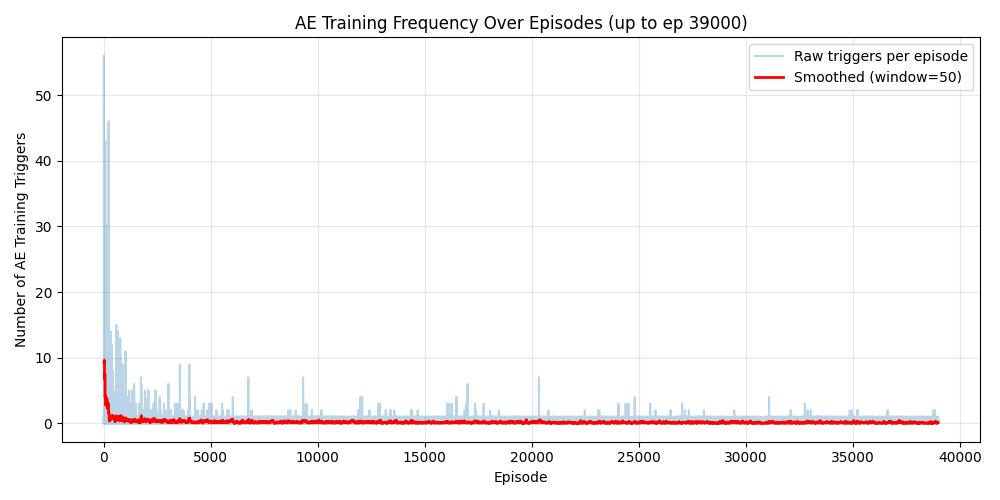 AE Training Frequency Over Episodes (up to ep 39000)
Raw triggers per episode
Smoothed (window=50)
Number of AE Training Triggers
50
40
30
20
10
0
0 5000 10000 15000 20000 25000 30000 35000 40000
Episode